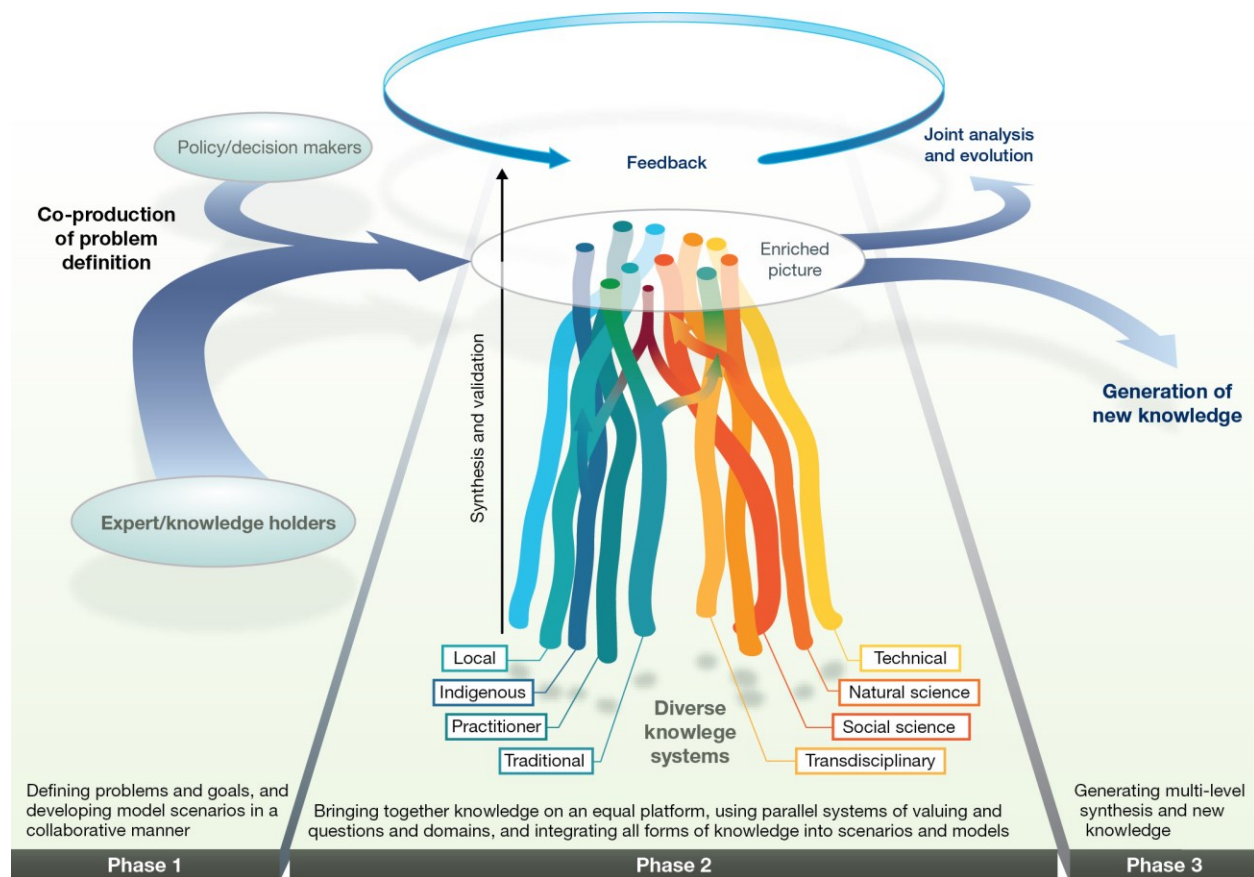 Policy/decision makers
Co-production
of problem
definition
Expert/knowledge holders
Feedback
Joint analysis
and evolution
Enriched
picture
Synthesis and validation
Generation of
new knowledge
Local
Indigenous
Practitioner
Traditional
Diverse
knowlege
systems
Technical
Natural science
Social science
Transdisciplinary
Defining problems and goals, and
developing model scenarios in a
collaborative manner
Bringing together knowledge on an equal platform, using parallel systems of valuing and
questions and domains, and integrating all forms of knowledge into scenarios and models
Generating multi-level
synthesis and new
knowledge
Phase 1
Phase 2
Phase 3